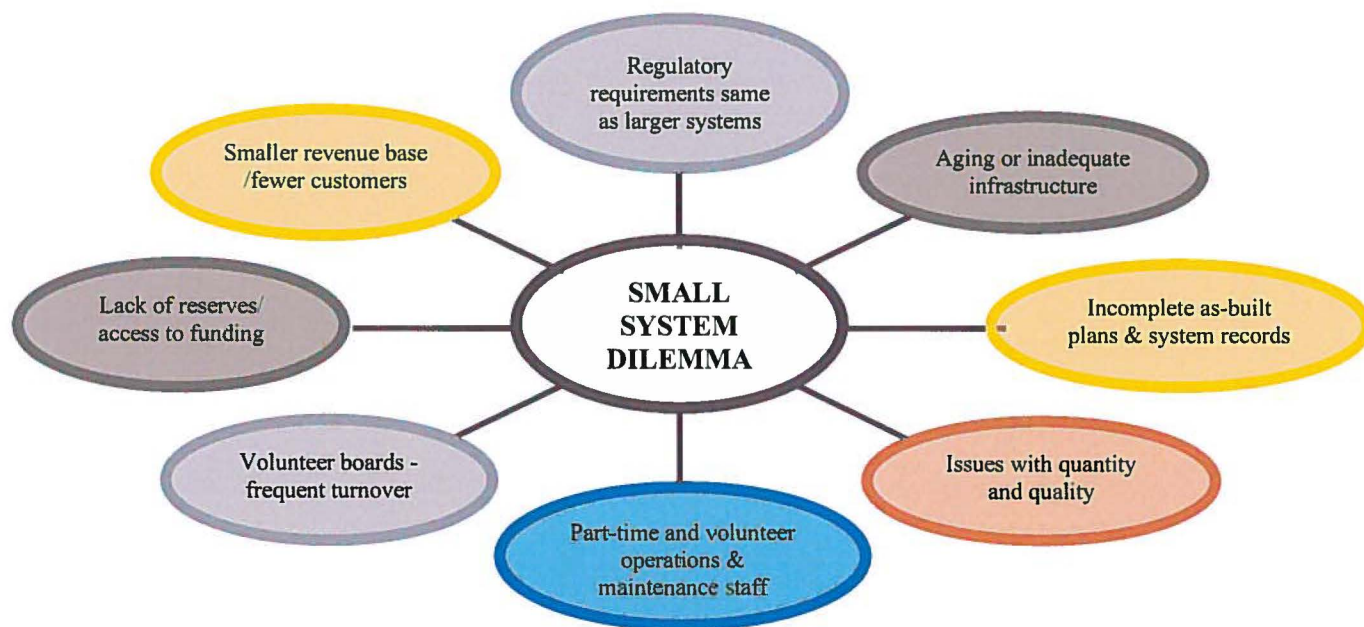 Regulatory
requirements same
as larger systems
Smaller revenue base
/fewer customers
Aging or inadequate
infrastructure
Lack of reserves/
access to funding
SMALL
SYSTEM
DILEMMA
Incomplete as-built
plans & system records
Volunteer boards -
frequent turnover
Issues with quantity
and quality
Part-time and volunteer
operations &
maintenance staff